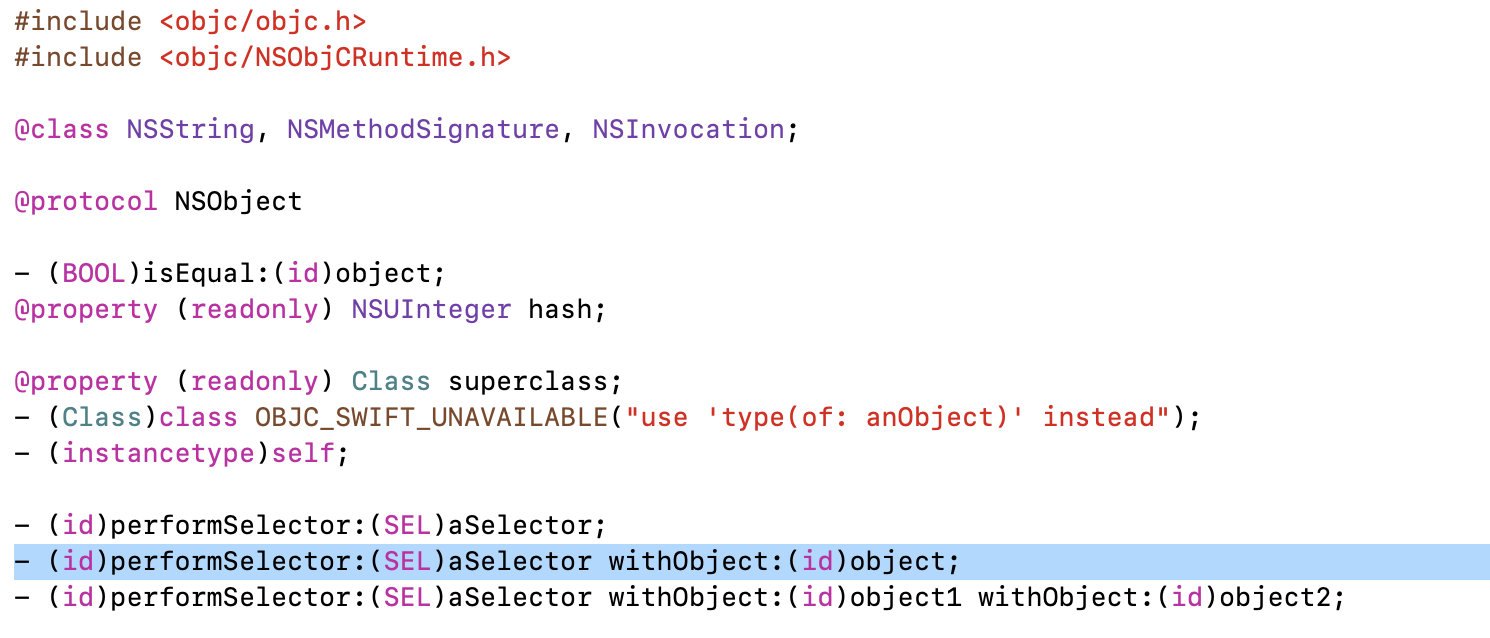 #include <objc/objc.h>
#include <objc/NSObjCRuntime.h>
@class NSString, NSMethodSignature, NSInvocation;
@protocol NSObject
- (BOOL)isEqual:(id)object;
@property (readonly) NSUInteger hash;
@property (readonly) Class superclass;
- (Class)class OBJC_SWIFT_UNAVAILABLE("use 'type(of: anObject)' instead");
- (instancetype)self;
- (id)performSelector:(SEL)aSelector;
- (id)performSelector:(SEL)aSelector withObject:(id)object;
- (id)performSelector:(SEL)aSelector withObject:(id)object1 withObject:(id)object2;